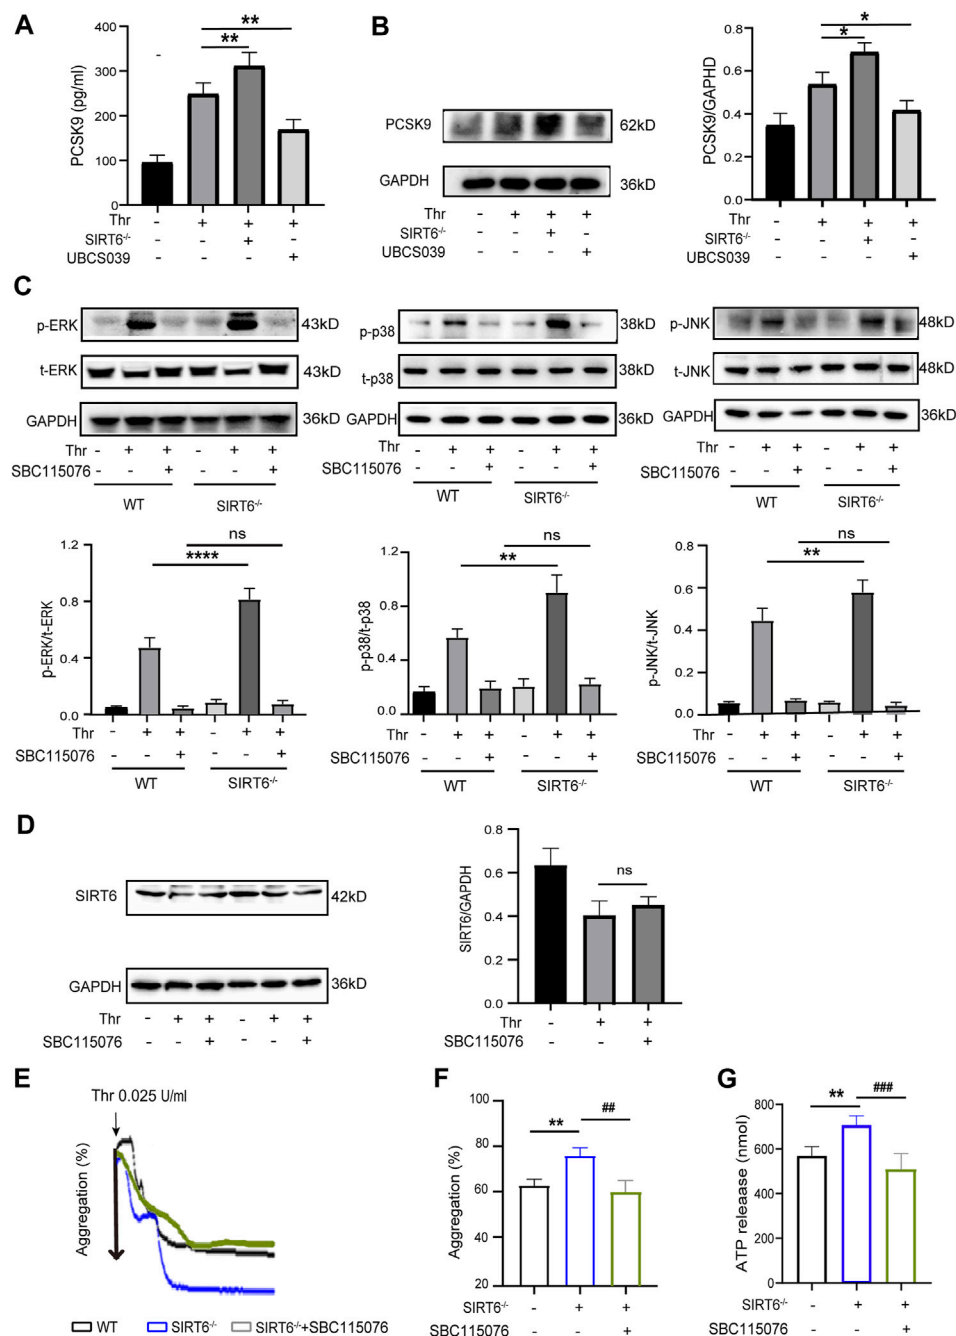 A
PCSK9 (pg/ml)
400
300
200
100
0
**
**
Thr - + + +
SIRT6-/- - - + -
UBCS039 - - - +
B
PCSK9 62kD
GAPDH 36kD
Thr - + + +
SIRT6-/- - - + -
UBCS039 - - - +
PCSK9/GAPHD
0.8
0.6
0.4
0.2
0.0
*
*
Thr - + + +
SIRT6-/- - - + -
UBCS039 - - - +
C
p-ERK 43kD
t-ERK 43kD
GAPDH 36kD
Thr - + + - + +
SBC115076 - - + - - +
WT SIRT6-/-
p-p38 38kD
t-p38 38kD
GAPDH 36kD
Thr - + + - + +
SBC115076 - - + - - +
WT SIRT6-/-
p-JNK 48kD
t-JNK 48kD
GAPDH 36kD
Thr - + + - + +
SBC115076 - - + - - +
WT SIRT6-/-
p-ERK/t-ERK
1.2
0.8
0.4
0.0
ns
****
Thr - + + - + +
SBC115076 - - + - - +
WT SIRT6-/-
p-p38/t-p38
1.2
0.8
0.4
0.0
ns
**
Thr - + + - + +
SBC115076 - - + - - +
WT SIRT6-/-
p-JNK/t-JNK
0.8
0.6
0.4
0.2
0.0
ns
**
Thr - + + - + +
SBC115076 - - + - - +
WT SIRT6-/-
D
SIRT6 42kD
GAPDH 36kD
Thr - + + - + +
SBC115076 - - + - - +
SIRT6/GAPDH
0.8
0.6
0.4
0.2
0.0
ns
Thr - + +
SBC115076 - - +
E
Thr 0.025 U/ml
Aggregation (%)
WT SIRT6-/- SIRT6-/-+SBC115076
F
Aggregation (%)
100
80
60
40
20
** ##
SIRT6-/- - + +
SBC115076 - - +
G
ATP releaase (nmol)
800
600
400
200
0
** ###
SIRT6-/- - + +
SBC115076 - - +